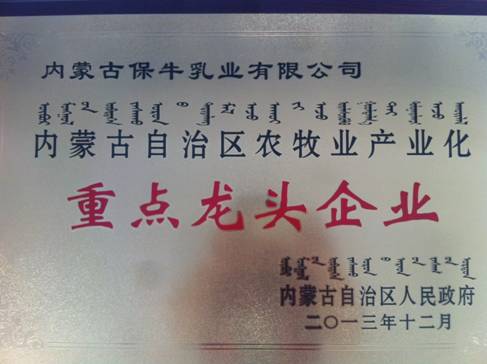 内蒙古保牛乳业有限公司
内蒙古自治区农牧业产业化
重点龙头企业
内蒙古自治区人民政府
二〇一三年十二月